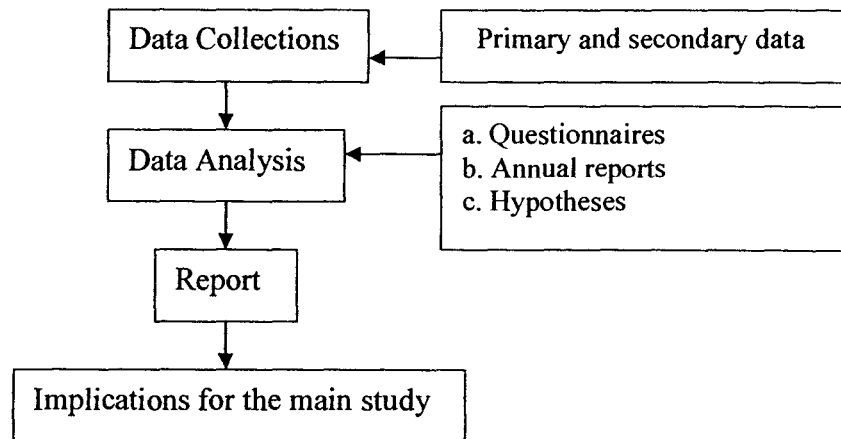 Data Collections
Primary and secondary data
Data Analysis
a. Questionnaires
b. Annual reports
c. Hypotheses
Report
Implications for the main study